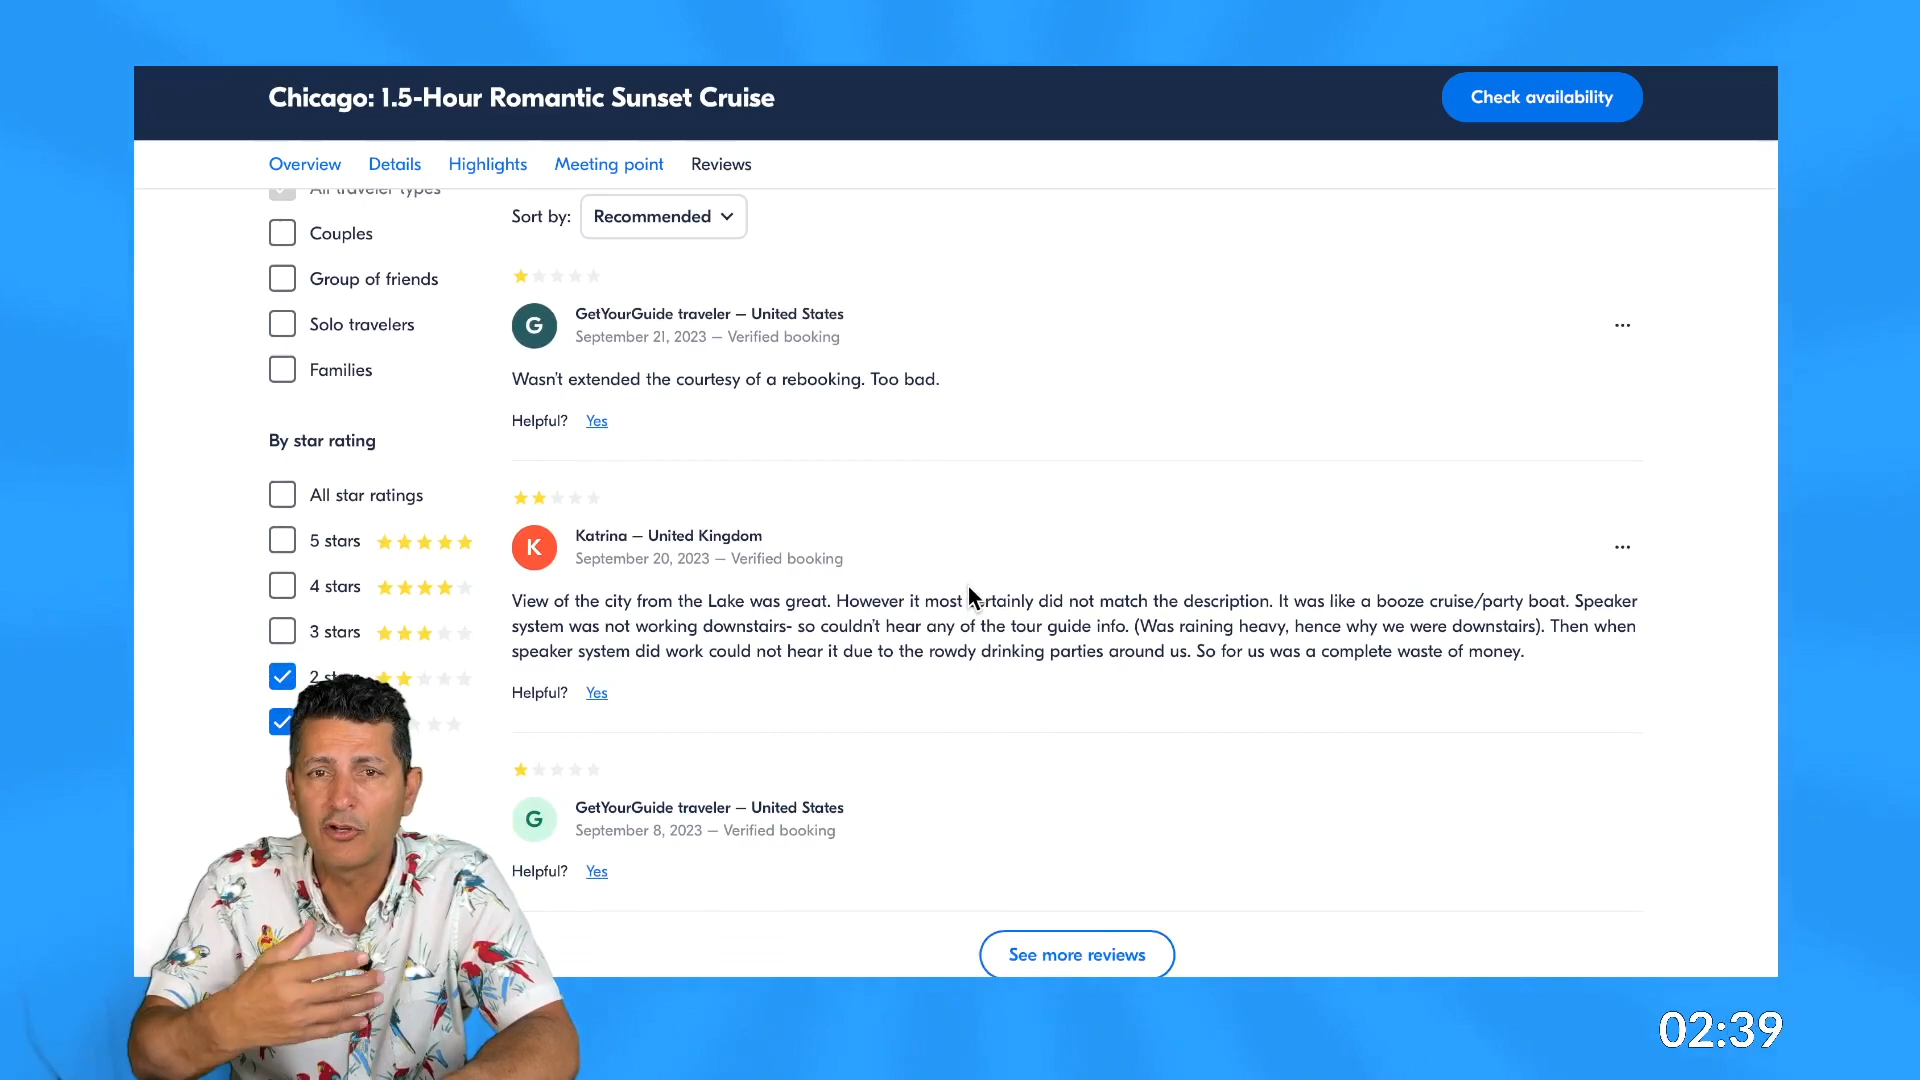 Chicago: 1.5-Hour Romantic Sunset Cruise
Check availability
Overview
Details
Highlights
Meeting point
Reviews
All traveler types
Couples
Group of friends
Solo travelers
Families
By star rating
All star ratings
5 stars
4 stars
3 stars
2
Sort by:
Recommended
G
GetYourGuide traveler – United States
September 21, 2023 – Verified booking
...
Wasn't extended the courtesy of a rebooking. Too bad.
Helpful? Yes
K
Katrina – United Kingdom
September 20, 2023 – Verified booking
...
View of the city from the Lake was great. However it most did not match the description. It was like a booze cruise/party boat. Speaker
system was not working downstairs- so couldn't hear any of the tour guide info. (Was raining heavy, hence why we were downstairs). Then when
speaker system did work could not hear it due to the rowdy drinking parties around us. So for us was a complete waste of money.
Helpful? Yes
G
GetYourGuide traveler – United States
September 8, 2023 – Verified booking
Helpful? Yes
See more reviews
02:39